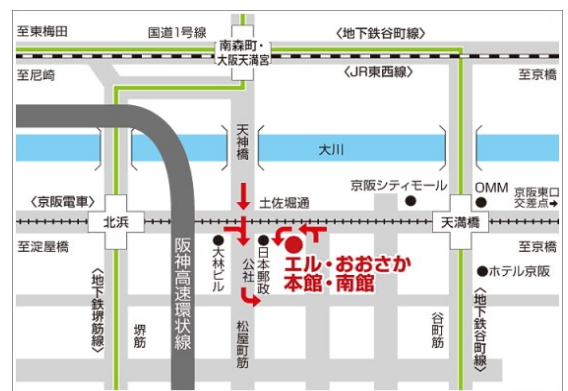 至東梅田
国道1号線
〈地下鉄谷町線〉
南森町・
大阪天満宮
至尼崎
〈JR東西線〉
至京橋
天神橋
大川
京阪シティモール
OMM
京阪東口
交差点→
〈京阪電車〉
土佐堀通
北浜
天満橋
至淀屋橋
至京橋
大林ビル
公社
日本郵政
エル・おおさか
本館・南館
ホテル京阪
阪神高速環状線
〈地下鉄堺筋線〉
堺筋
松屋町筋
谷町筋
〈地下鉄谷町線〉